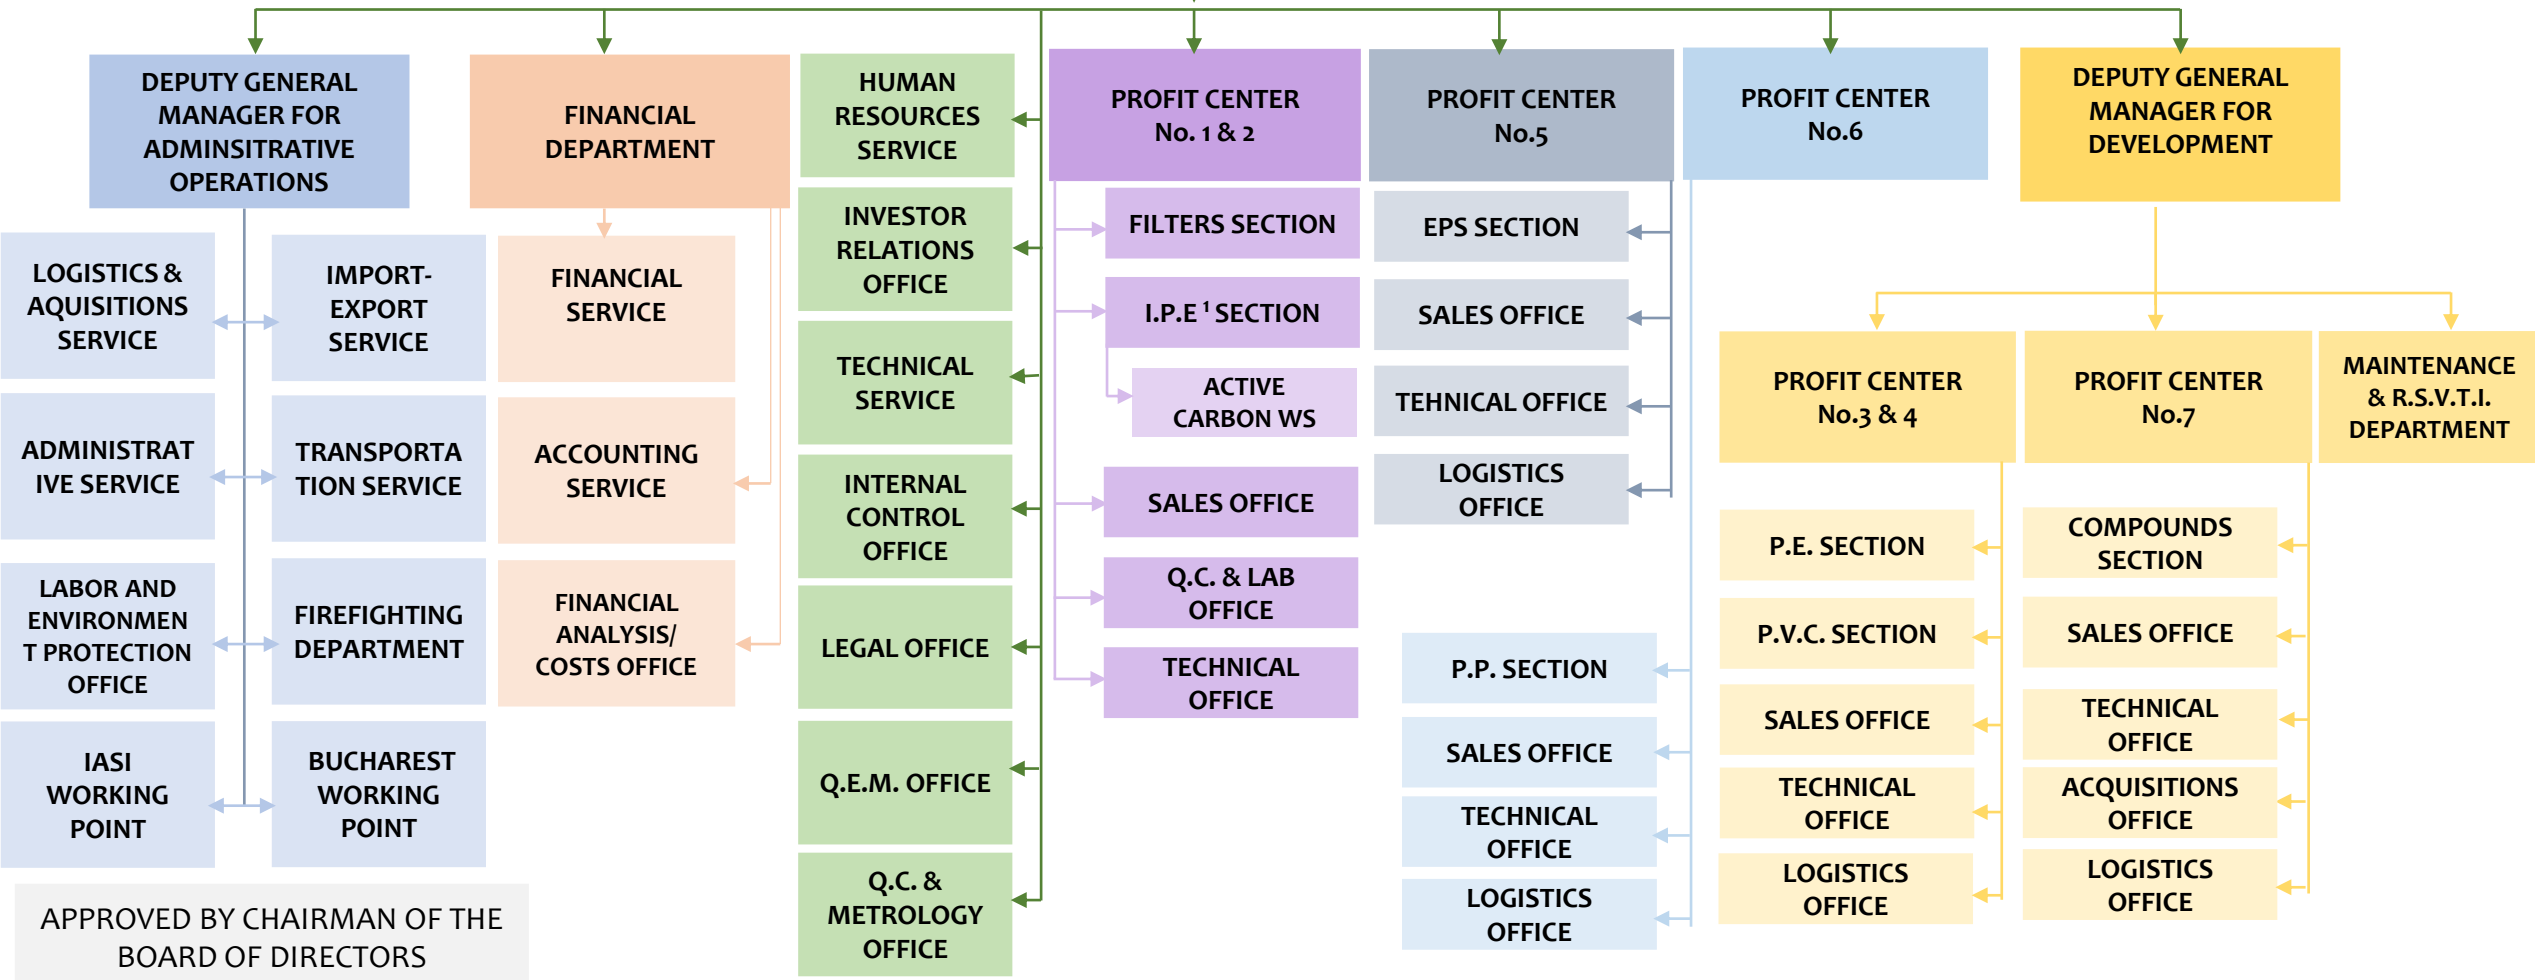 DEPUTY GENERAL
MANAGER FOR
ADMINSITRATIVE
OPERATIONS
LOGISTICS &
AQUISITIONS
SERVICE
IMPORT-
EXPORT
SERVICE
ADMINISTRAT
IVE SERVICE
TRANSPORTA
TION SERVICE
LABOR AND
ENVIRONMEN
T PROTECTION
OFFICE
FIREFIGHTING
DEPARTMENT
IASI
WORKING
POINT
BUCHAREST
WORKING
POINT
FINANCIAL
DEPARTMENT
FINANCIAL
SERVICE
ACCOUNTING
SERVICE
FINANCIAL
ANALYSIS/
COSTS OFFICE
HUMAN
RESOURCES
SERVICE
INVESTOR
RELATIONS
OFFICE
TECHNICAL
SERVICE
INTERNAL
CONTROL
OFFICE
LEGAL OFFICE
Q.E.M. OFFICE
Q.C. &
METROLOGY
OFFICE
PROFIT CENTER
No. 1 & 2
FILTERS SECTION
I.P.E ¹ SECTION
ACTIVE
CARBON WS
SALES OFFICE
Q.C. & LAB
OFFICE
TECHNICAL
OFFICE
PROFIT CENTER
No.5
EPS SECTION
SALES OFFICE
TEHNICAL OFFICE
LOGISTICS
OFFICE
PROFIT CENTER
No.6
P.P. SECTION
SALES OFFICE
TECHNICAL
OFFICE
LOGISTICS
OFFICE
DEPUTY GENERAL
MANAGER FOR
DEVELOPMENT
PROFIT CENTER
No.3 & 4
P.E. SECTION
P.V.C. SECTION
SALES OFFICE
TECHNICAL
OFFICE
LOGISTICS
OFFICE
PROFIT CENTER
No.7
COMPOUNDS
SECTION
SALES OFFICE
TECHNICAL
OFFICE
ACQUISITIONS
OFFICE
LOGISTICS
OFFICE
MAINTENANCE
& R.S.V.T.I.
DEPARTMENT
APPROVED BY CHAIRMAN OF THE
BOARD OF DIRECTORS